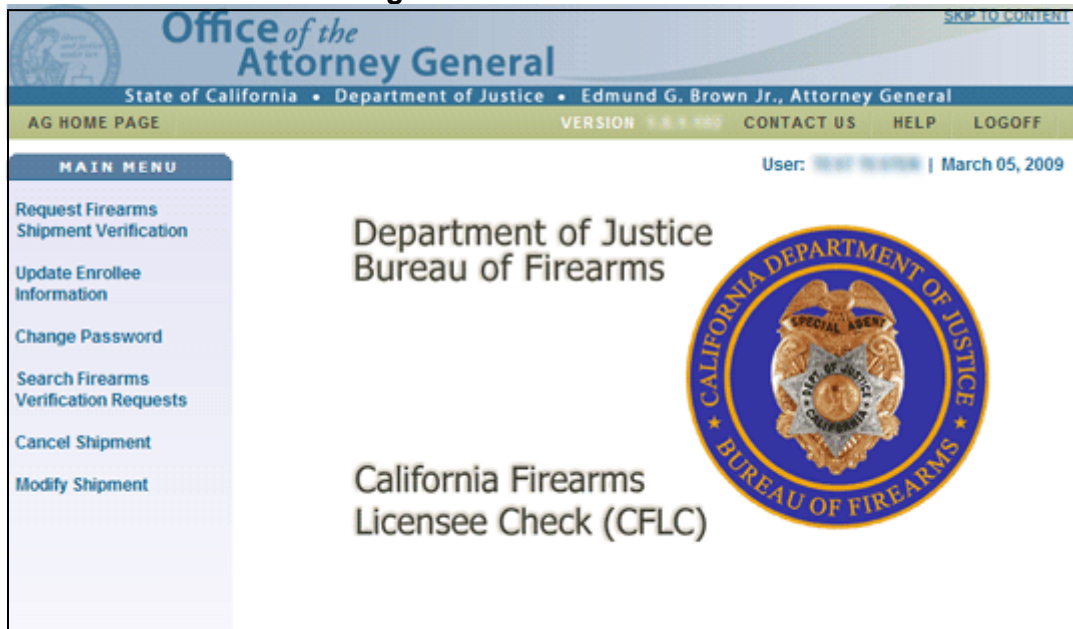 SKIP TO CONTENT
Office of the
Attorney General
State of California • Department of Justice • Edmund G. Brown Jr., Attorney General
AG HOME PAGE
VERSION
CONTACT US
HELP
LOGOFF
MAIN MENU
User: | March 05, 2009
Request Firearms
Shipment Verification
Update Enrollee
Information
Change Password
Search Firearms
Verification Requests
Cancel Shipment
Modify Shipment
Department of Justice
Bureau of Firearms
CALIFORNIA DEPARTMENT OF JUSTICE
SPECIAL AGENT
DEPT. OF JUSTICE
CALIFORNIA
★ BUREAU OF FIREARMS ★
California Firearms
Licensee Check (CFLC)